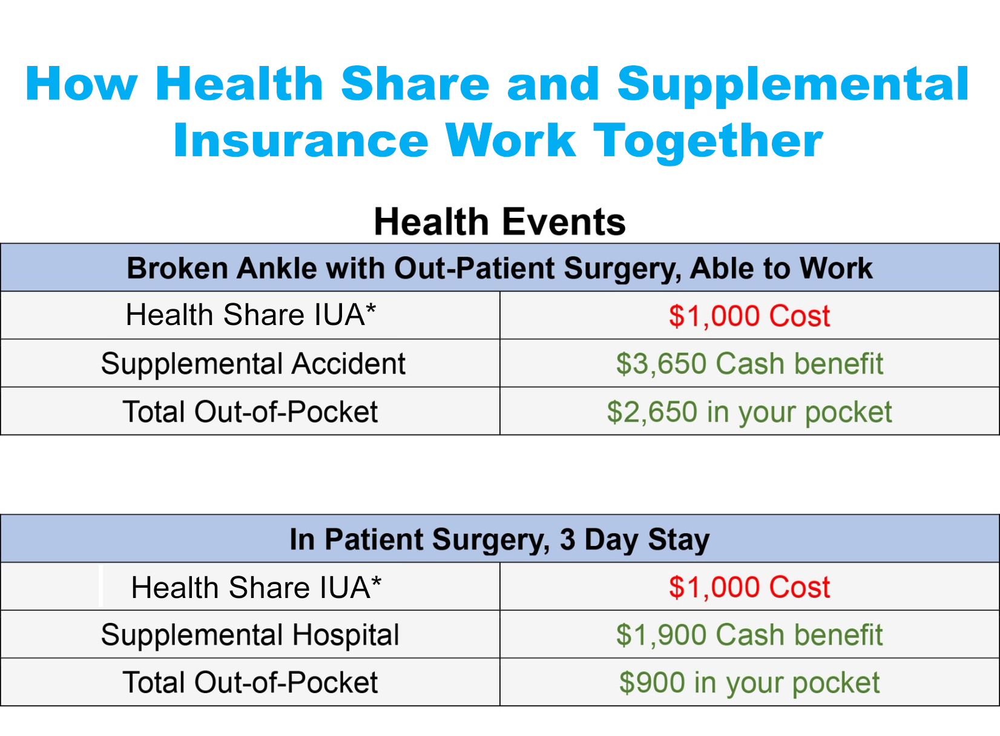 How Health Share and Supplemental
Insurance Work Together
Health Events
Broken Ankle with Out-Patient Surgery, Able to Work
Health Share IUA* $1,000 Cost
Supplemental Accident $3,650 Cash benefit
Total Out-of-Pocket $2,650 in your pocket
In Patient Surgery, 3 Day Stay
Health Share IUA* $1,000 Cost
Supplemental Hospital $1,900 Cash benefit
Total Out-of-Pocket $900 in your pocket